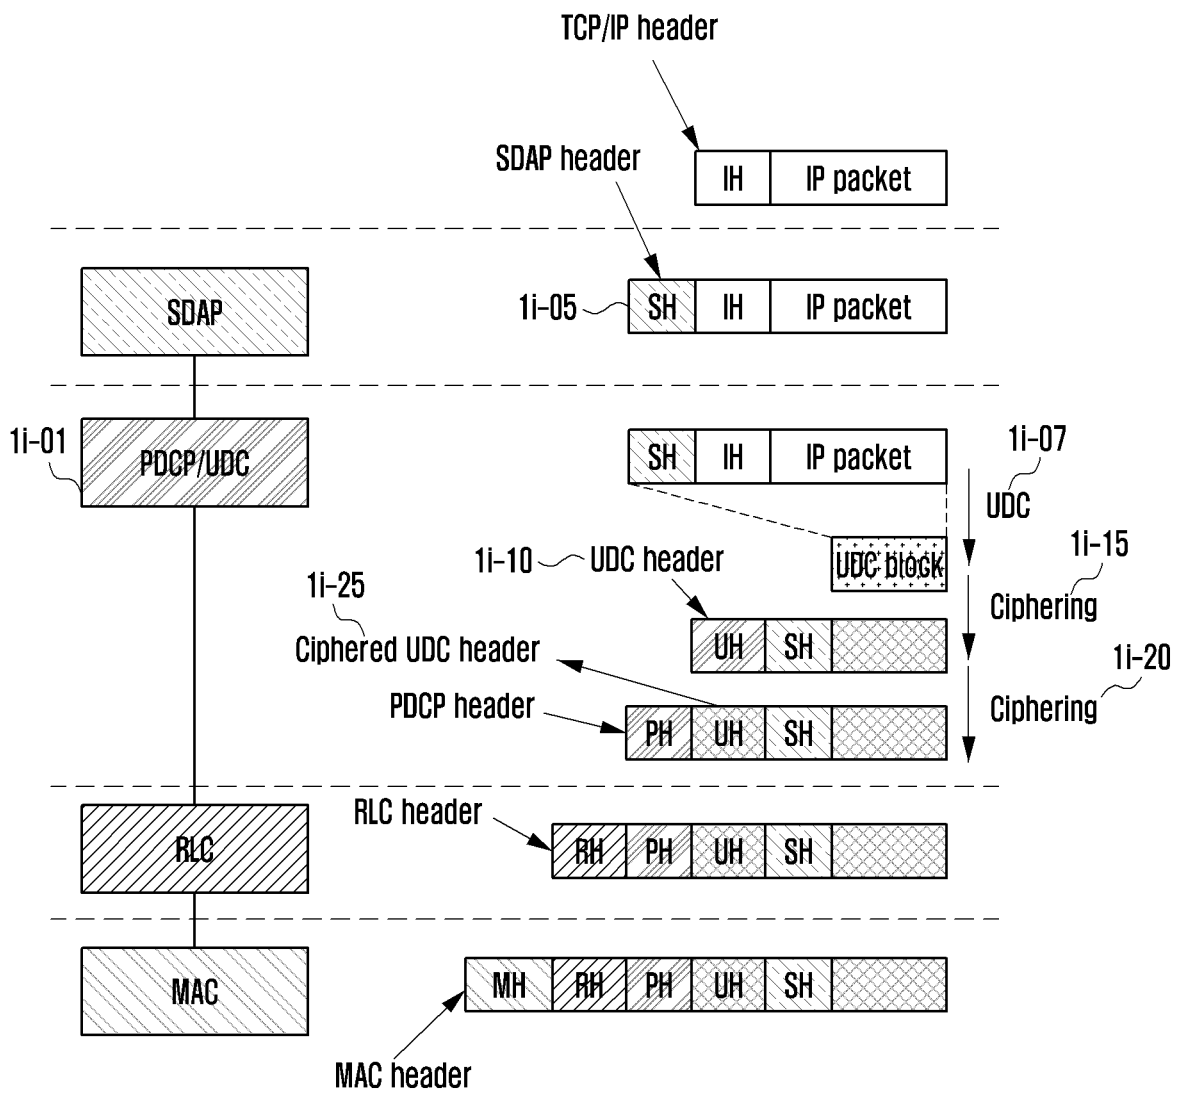 TCP/IP header
SDAP header
IH IP packet
SDAP
1i-05 SH IH IP packet
1i-01
PDCP/UDC
SH IH IP packet
1i-07
UDC
UDC block
1i-10 UDC header
1i-15
Ciphering
1i-25
Ciphered UDC header
UH SH
1i-20
Ciphering
PDCP header
PH UH SH
RLC header
RLC
RH PH UH SH
MAC
MH RH PH UH SH
MAC header